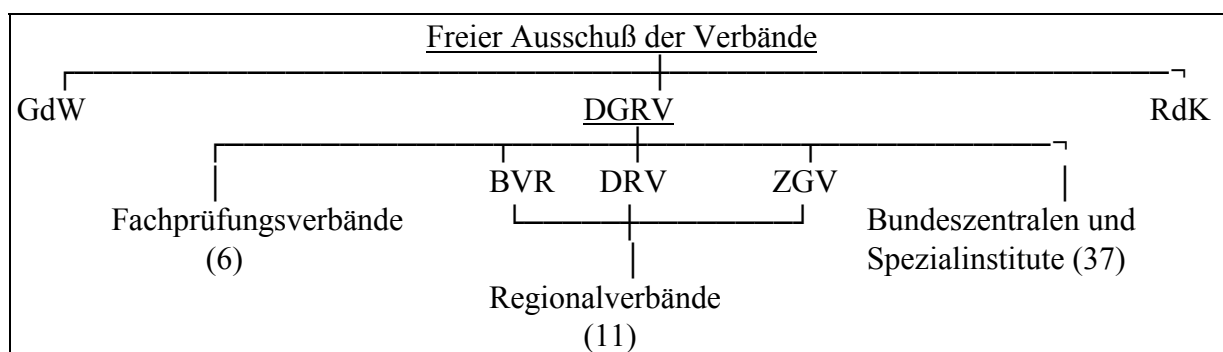 Freier Ausschuß der Verbände
GdW DGRV RdK
BVR DRV ZGV
Fachprüfungsverbände Bundeszentralen und
(6) Spezialinstitute (37)
Regionalverbände
(11)